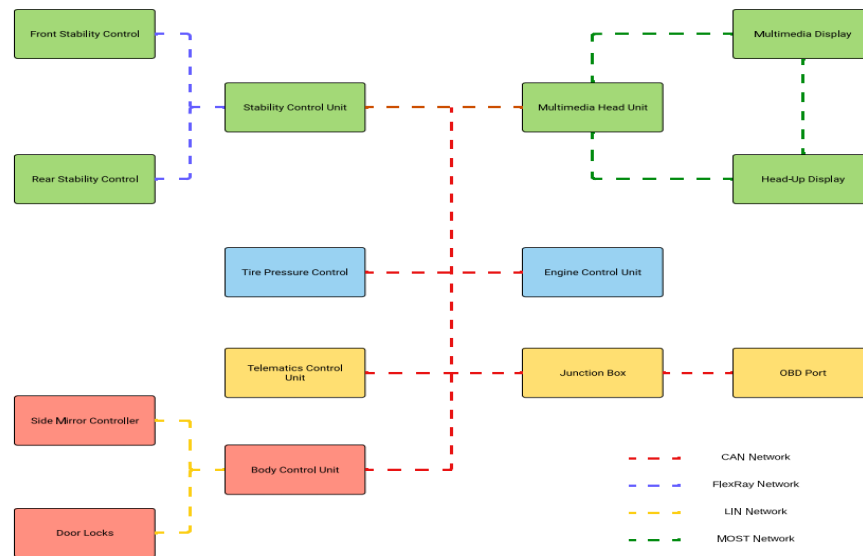 Front Stability Control
Multimedia Display
Stability Control Unit
Multimedia Head Unit
Rear Stability Control
Head-Up Display
Tire Pressure Control
Engine Control Unit
Telematics Control
Unit
Junction Box
OBD Port
Side Mirror Controller
Body Control Unit
Door Locks
CAN Network
FlexRay Network
LIN Network
MOST Network